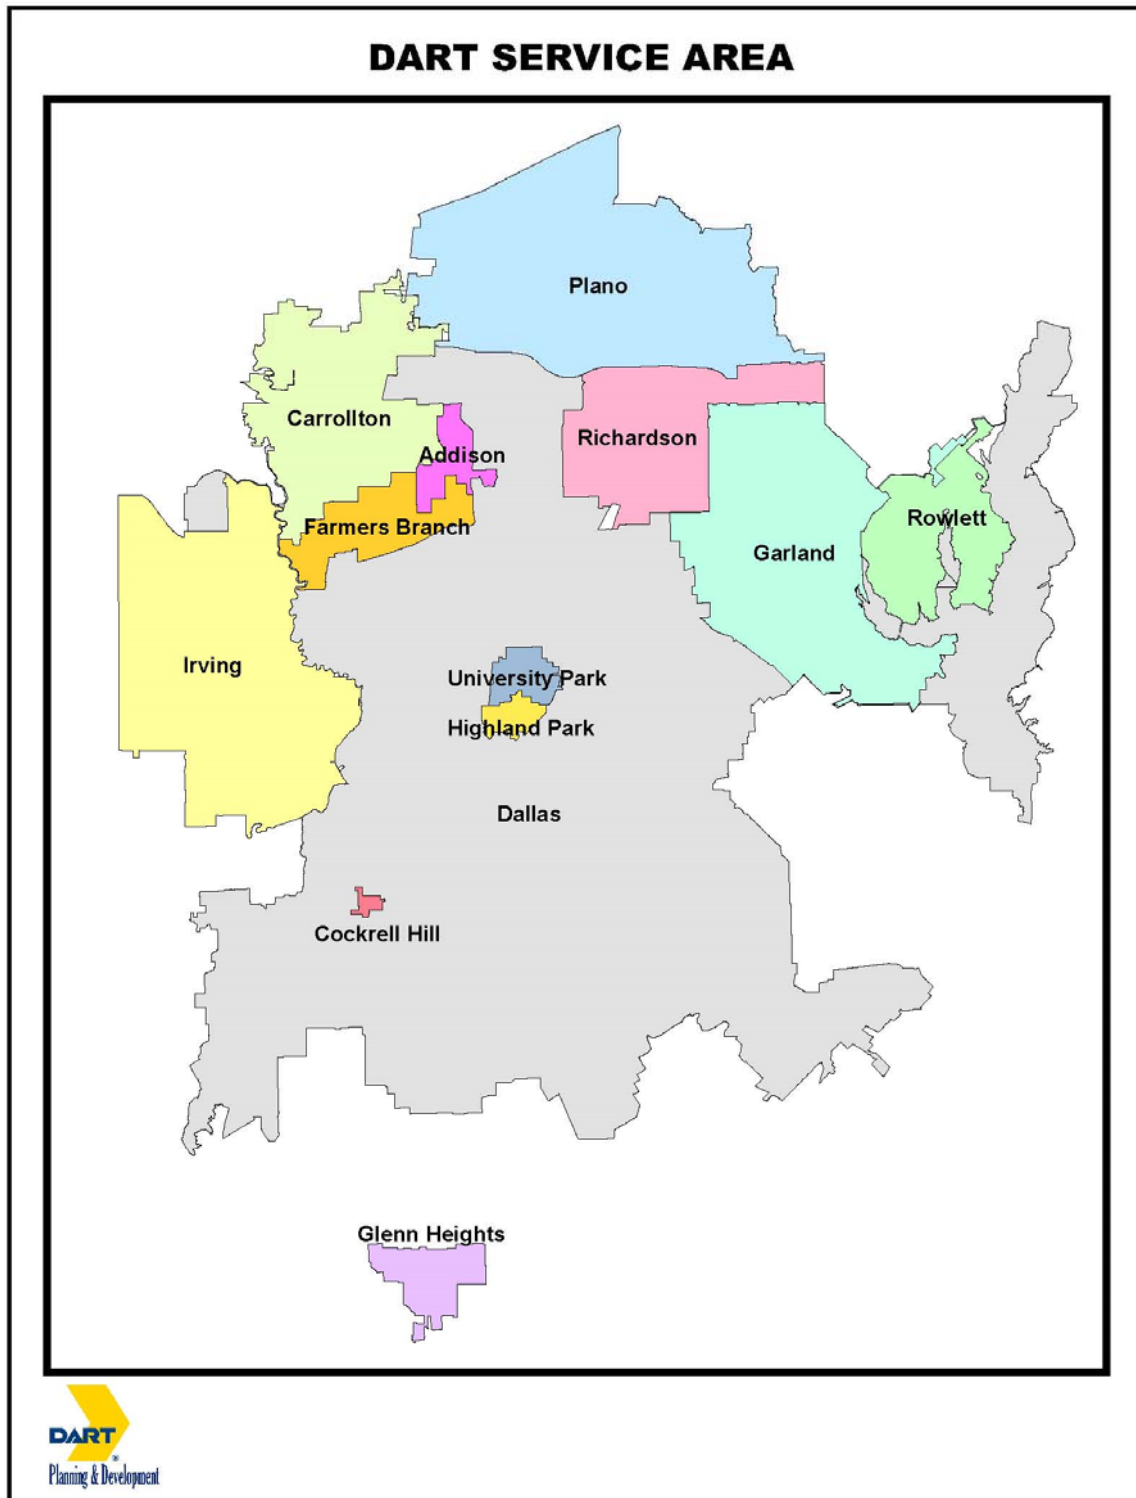 DART SERVICE AREA
Plano
Carrollton
Richardson
Addison
Rowlett
Farmers Branch
Garland
Irving
University Park
Highland Park
Dallas
Cockrell Hill
Glenn Heights
DART
®
Planning & Development